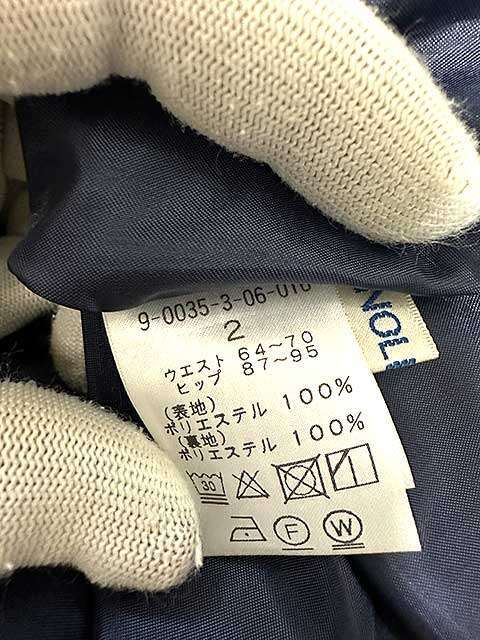 9-0035-3-06-010
2
ウエスト 64~70
ヒップ 87~95
(表地)
ポリエステル 100%
(裏地)
ポリエステル 100%
30
F
W
NOL